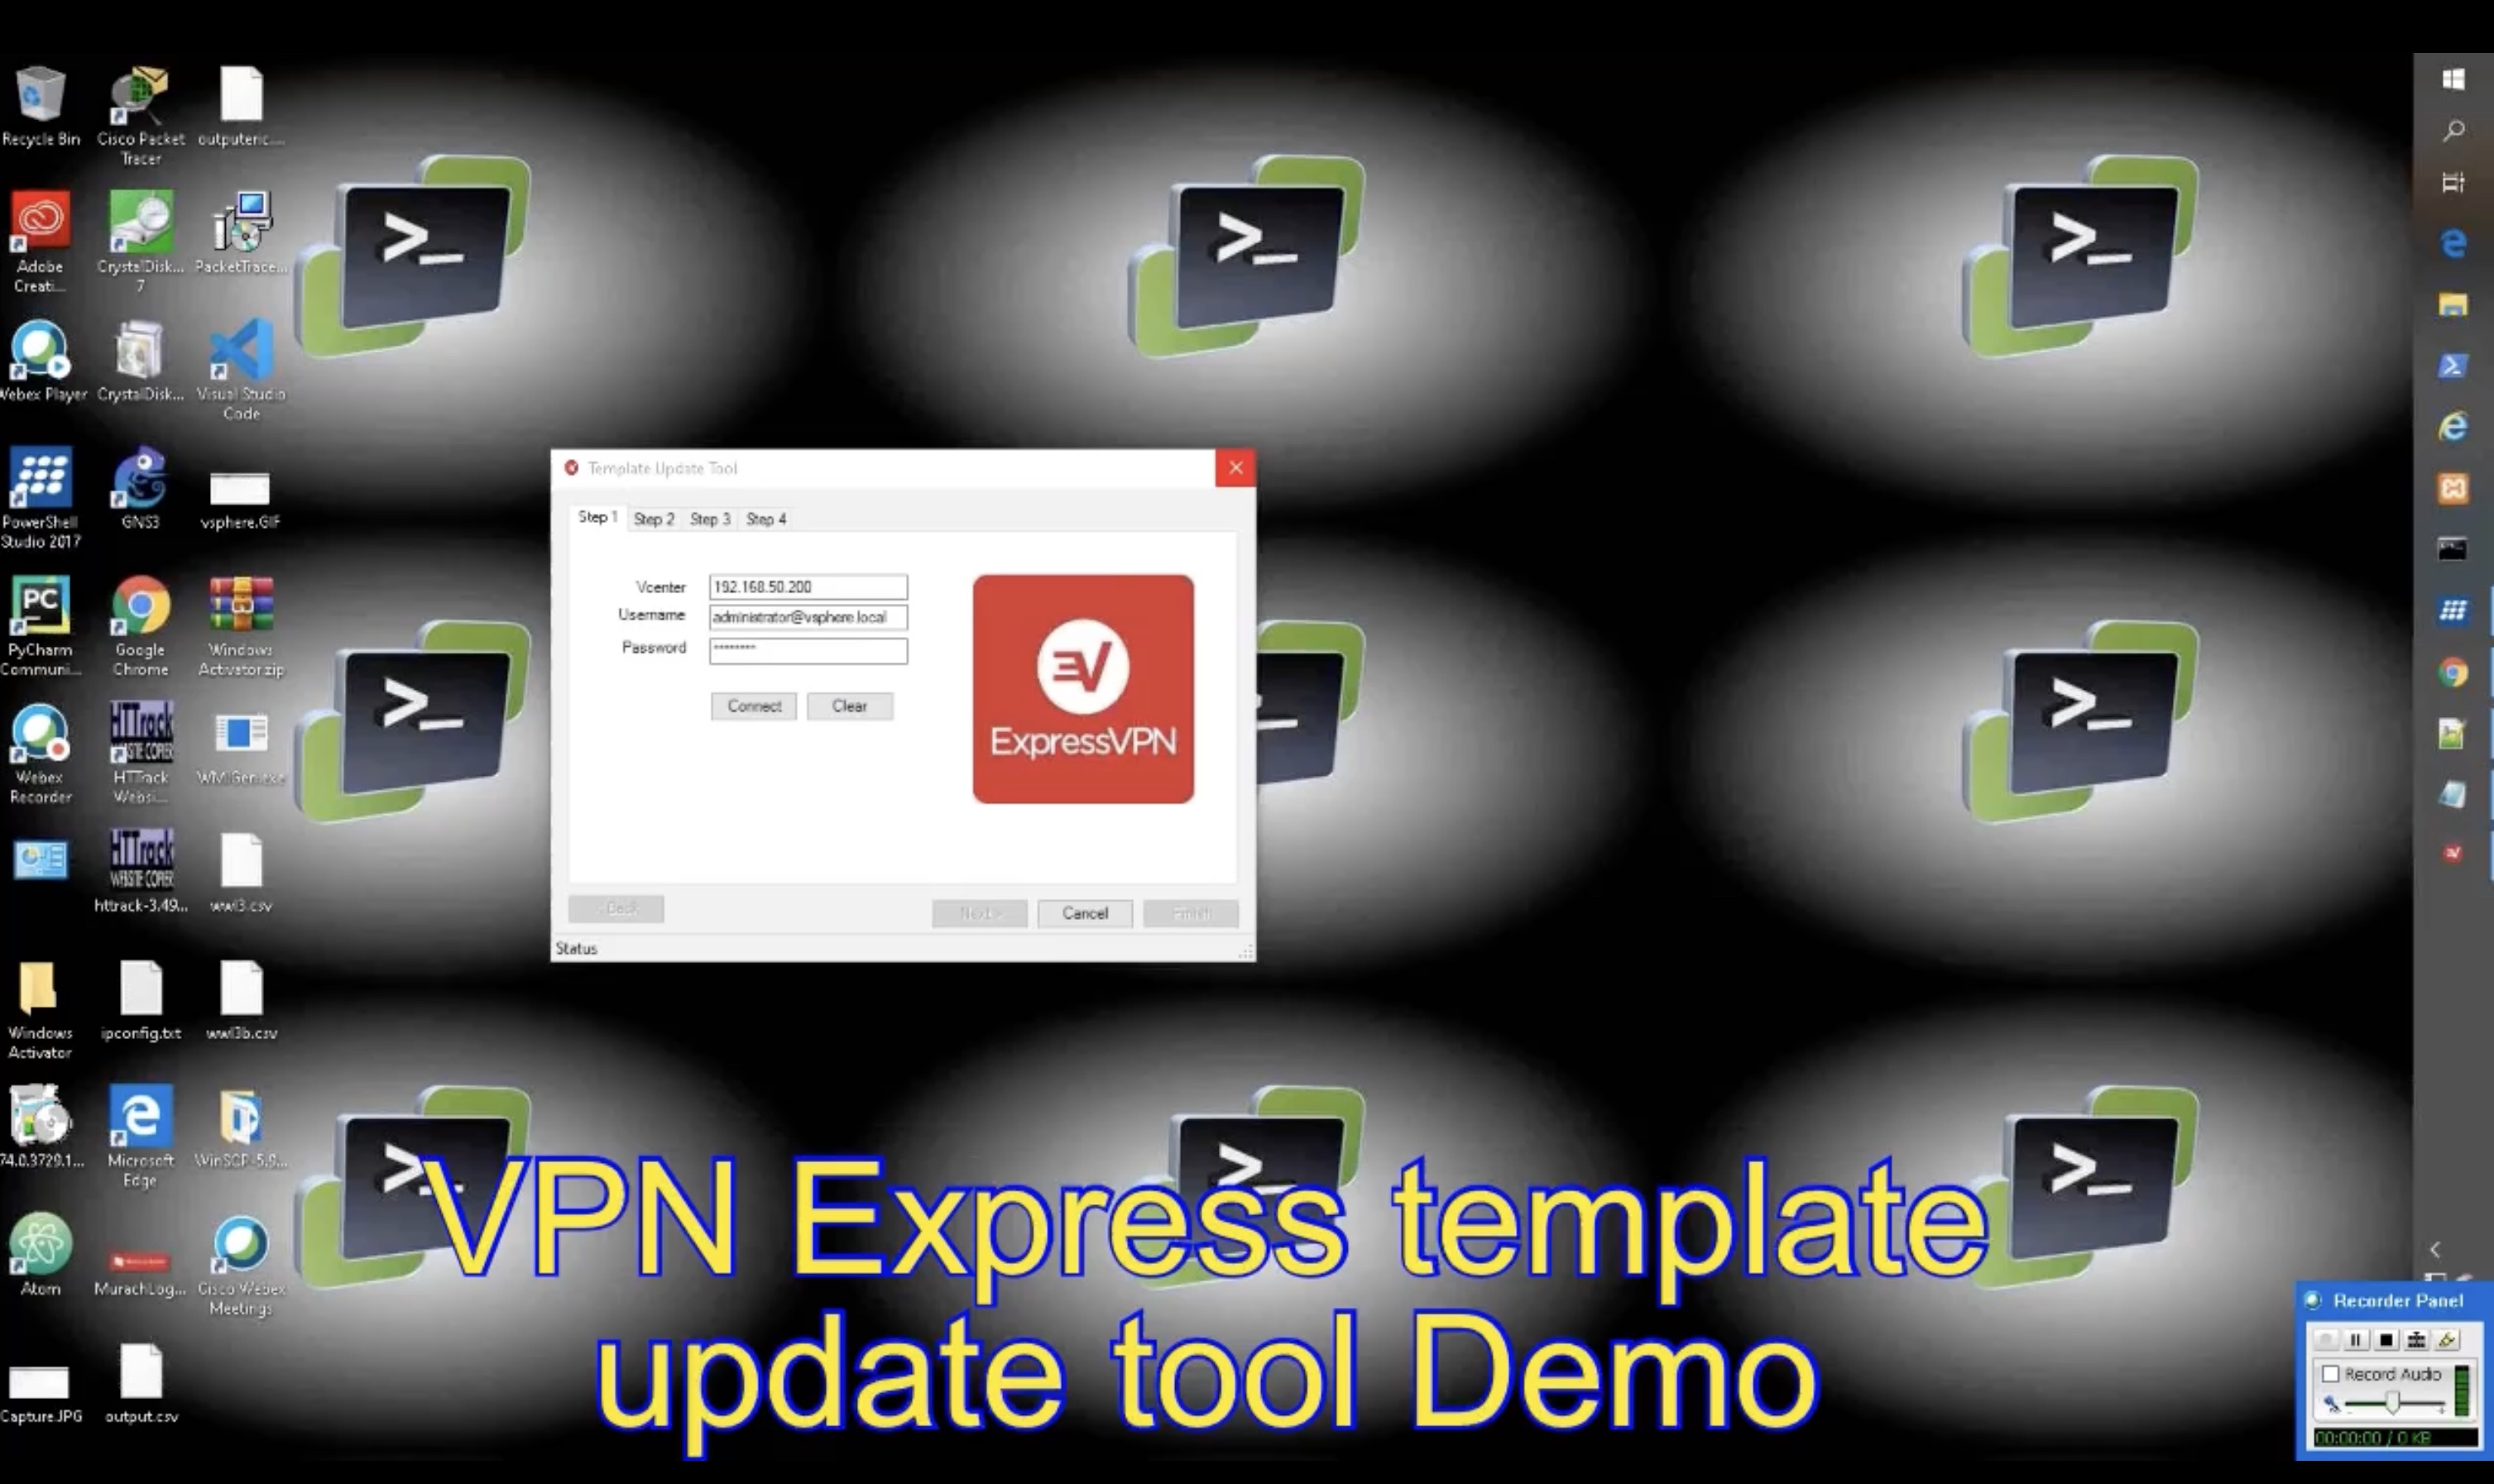 Recycle Bin
Cisco Packet
Tracer
outputeric....
Adobe
Creati...
CrystalDisk...
7
PacketTrace...
Webex Player
CrystalDisk...
Visual Studio
Code
PowerShell
Studio 2017
GNS3
vsphere.GIF
PC
PyCharm
Communi...
Google
Chrome
Windows
Activator.zip
Webex
Recorder
HTTrack
Websi...
httrack-3.49...
wwl3.csv
Windows
Activator
ipconfig.txt
wwl3b.csv
74.0.3729.1...
Microsoft
Edge
WinSCP-5.9...
Atom
MurachLog...
Cisco Webex
Meetings
Capture.JPG
output.csv
Template Update Tool
Step 1
Step 2
Step 3
Step 4
Vcenter
192.168.50.200
Username
administrator@vsphere.local
Password
********
Connect
Clear
ExpressVPN
< Back
Next >
Cancel
Finish
Status
VPN Express template
update tool Demo
Recorder Panel
Record Audio
00:00:00 / 0 KB